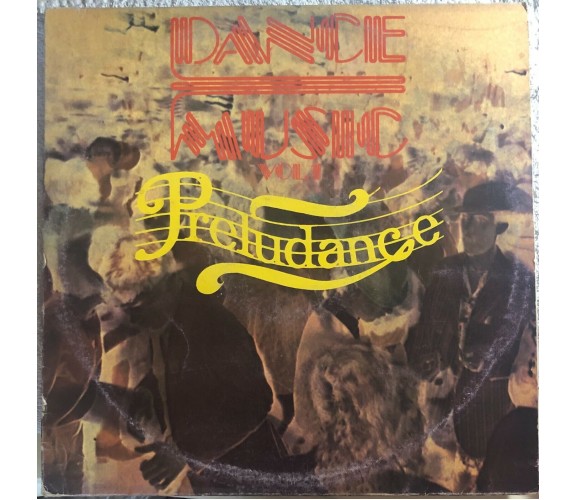 DANCE
MUSIC
VOL. 1
Preludance